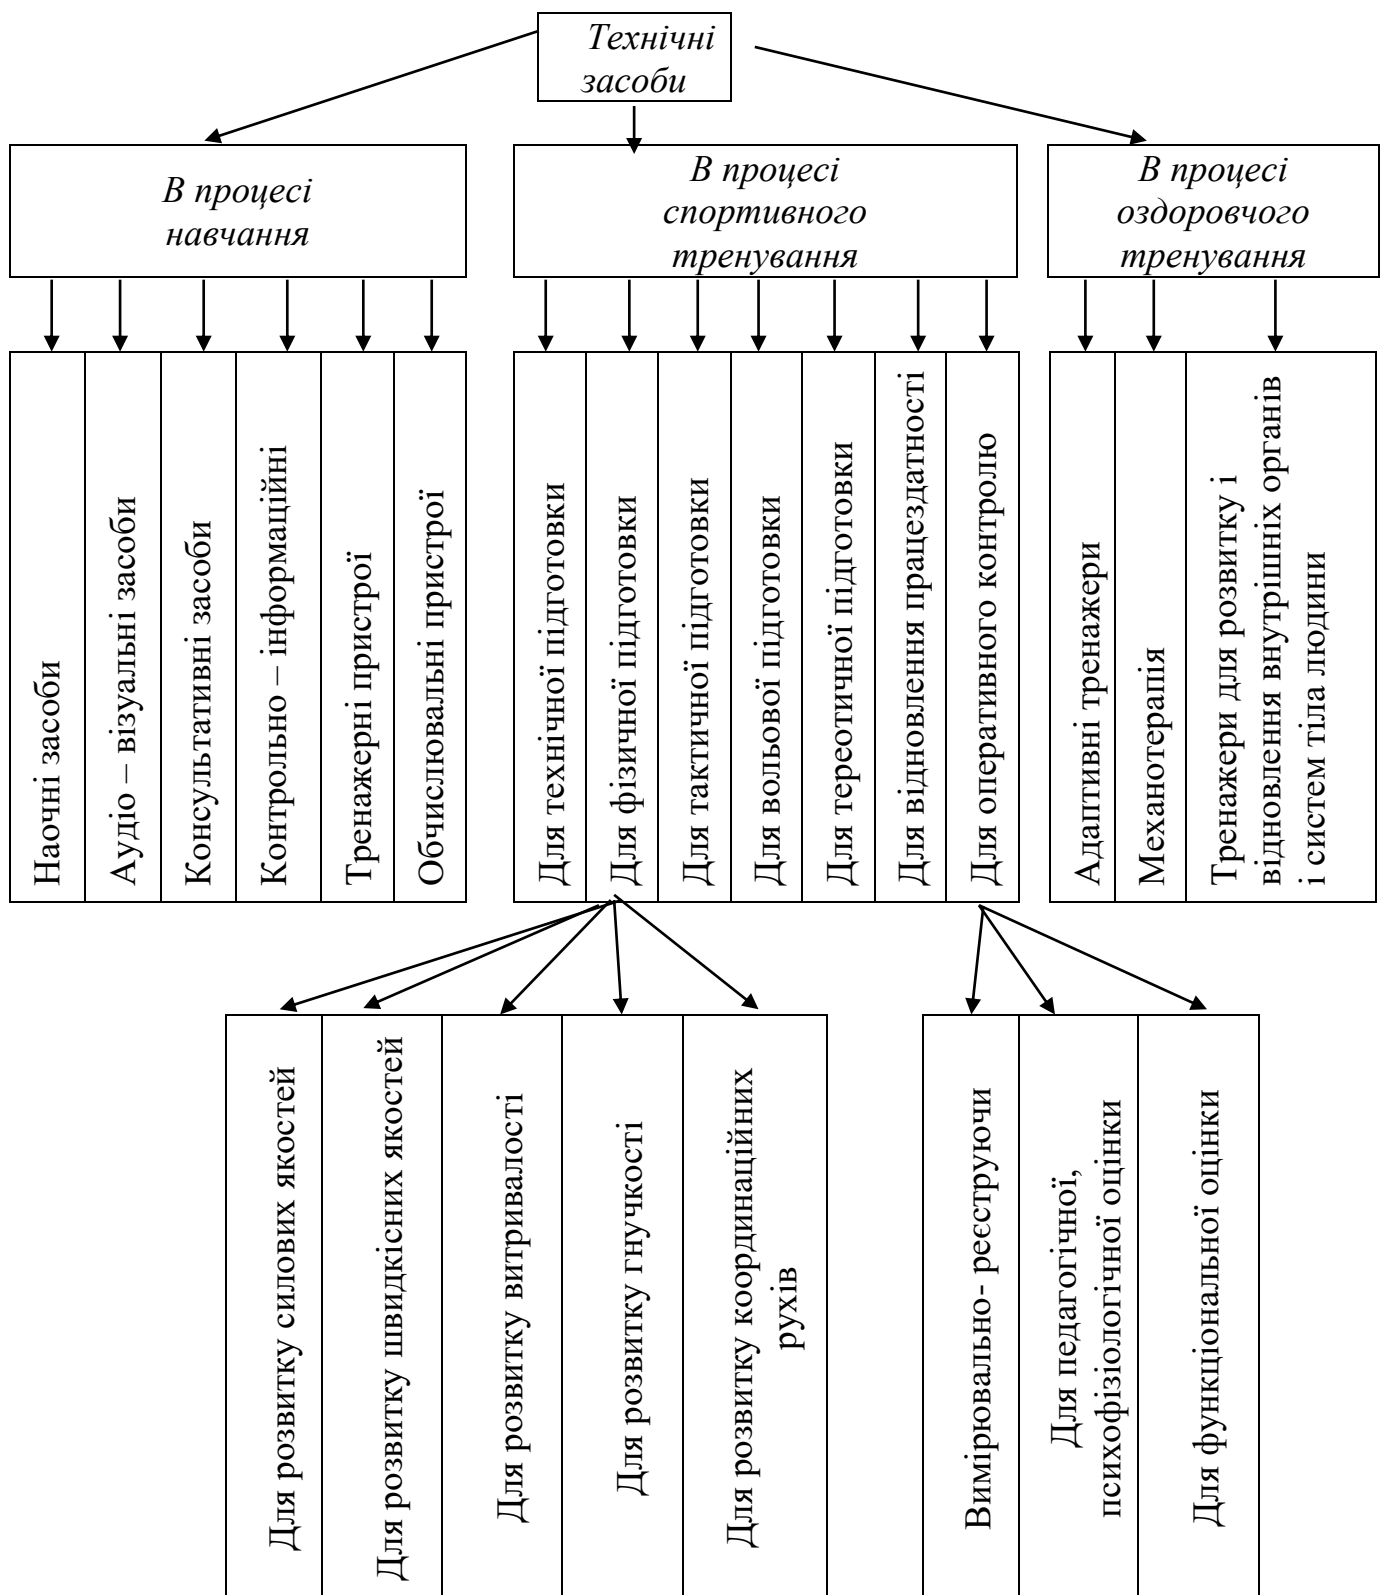 Технічні
засоби
В процесі
навчання
В процесі
спортивного
тренування
В процесі
оздоровчого
тренування
Наочні засоби
Аудіо – візуальні засоби
Консультативні засоби
Контрольно – інформаційні
Тренажерні пристрої
Обчислювальні пристрої
Для технічної підготовки
Для фізичної підготовки
Для тактичної підготовки
Для вольової підготовки
Для тереотичної підготовки
Для відновлення працездатності
Для оперативного контролю
Адаптивні тренажери
Механотерапія
Тренажери для розвитку і
відновлення внутрішніх органів
і систем тіла людини
Для розвитку силових якостей
Для розвитку швидкісних якостей
Для розвитку витривалості
Для розвитку гнучкості
Для розвитку координаційних
рухів
Вимірювально- реєструючи
Для педагогічної,
психофізіологічної оцінки
Для функціональної оцінки